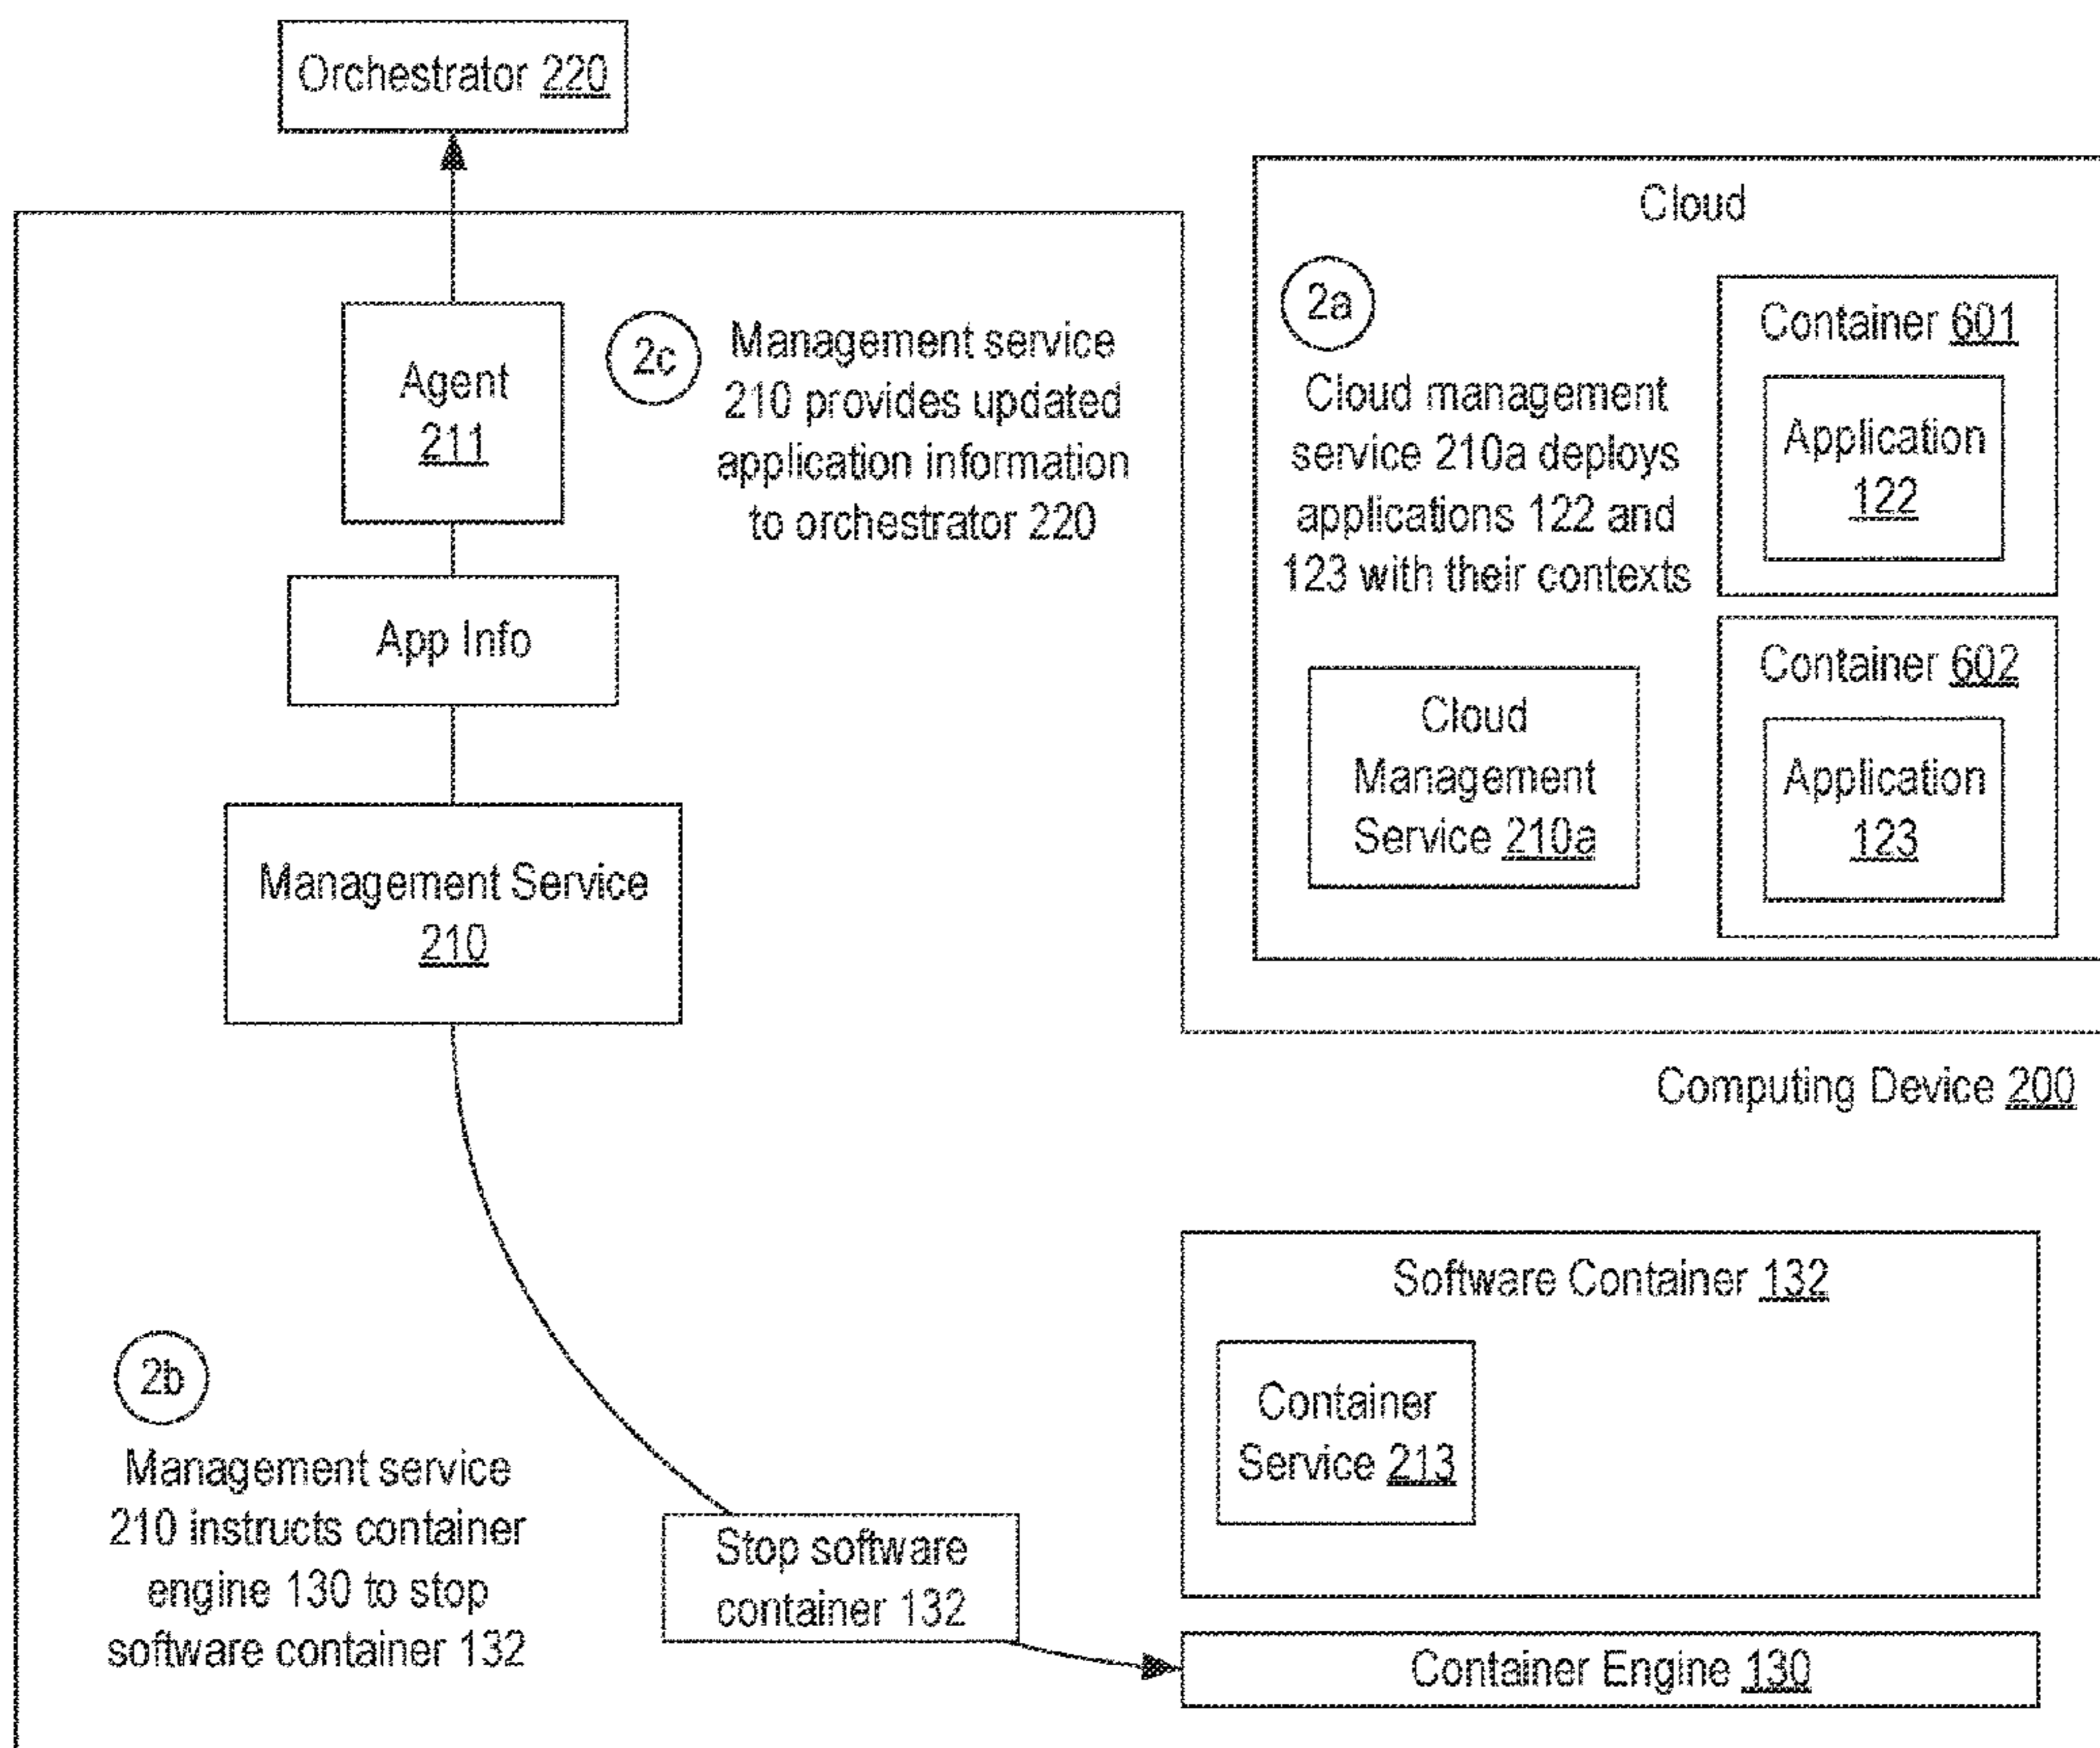 Orchestrator 220
Cloud
2a
Cloud management
service 210a deploys
applications 122 and
123 with their contexts
Container 601
Application
122
Container 602
Application
123
Cloud
Management
Service 210a
Agent
211
2c
Management service
210 provides updated
application information
to orchestrator 220
App Info
Management Service
210
Computing Device 200
Software Container 132
Container
Service 213
2b
Management service
210 instructs container
engine 130 to stop
software container 132
Stop software
container 132
Container Engine 130